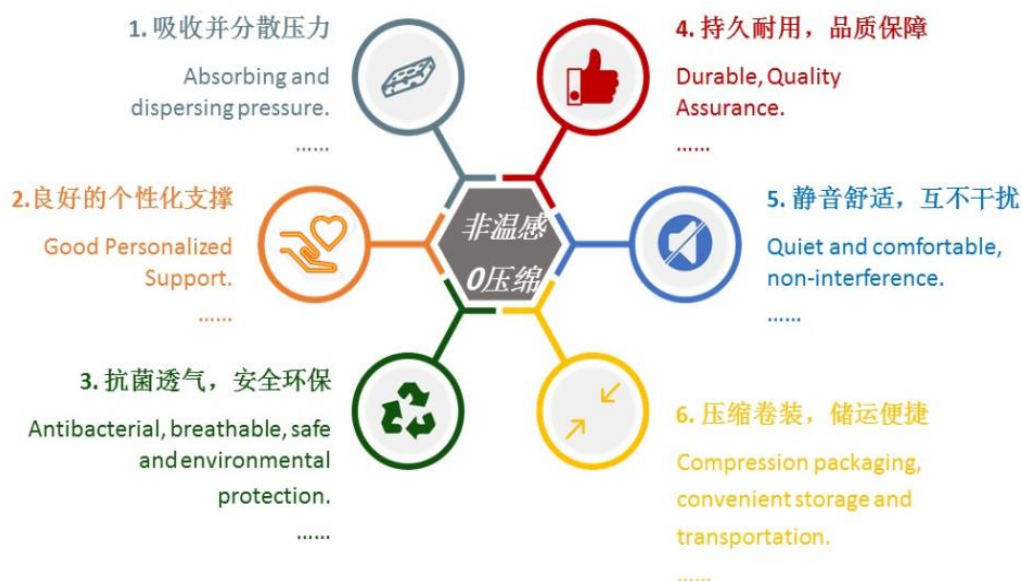 1. 吸收并分散压力
Absorbing and
dispersing pressure.
......
2.良好的个性化支撑
Good Personalized
Support.
......
3. 抗菌透气，安全环保
Antibacterial, breathable, safe
and environmental
protection.
......
非温感
0压绵
4. 持久耐用，品质保障
Durable, Quality
Assurance.
......
5. 静音舒适，互不干扰
Quiet and comfortable,
non-interference.
......
6. 压缩卷装，储运便捷
Compression packaging,
convenient storage and
transportation.
......